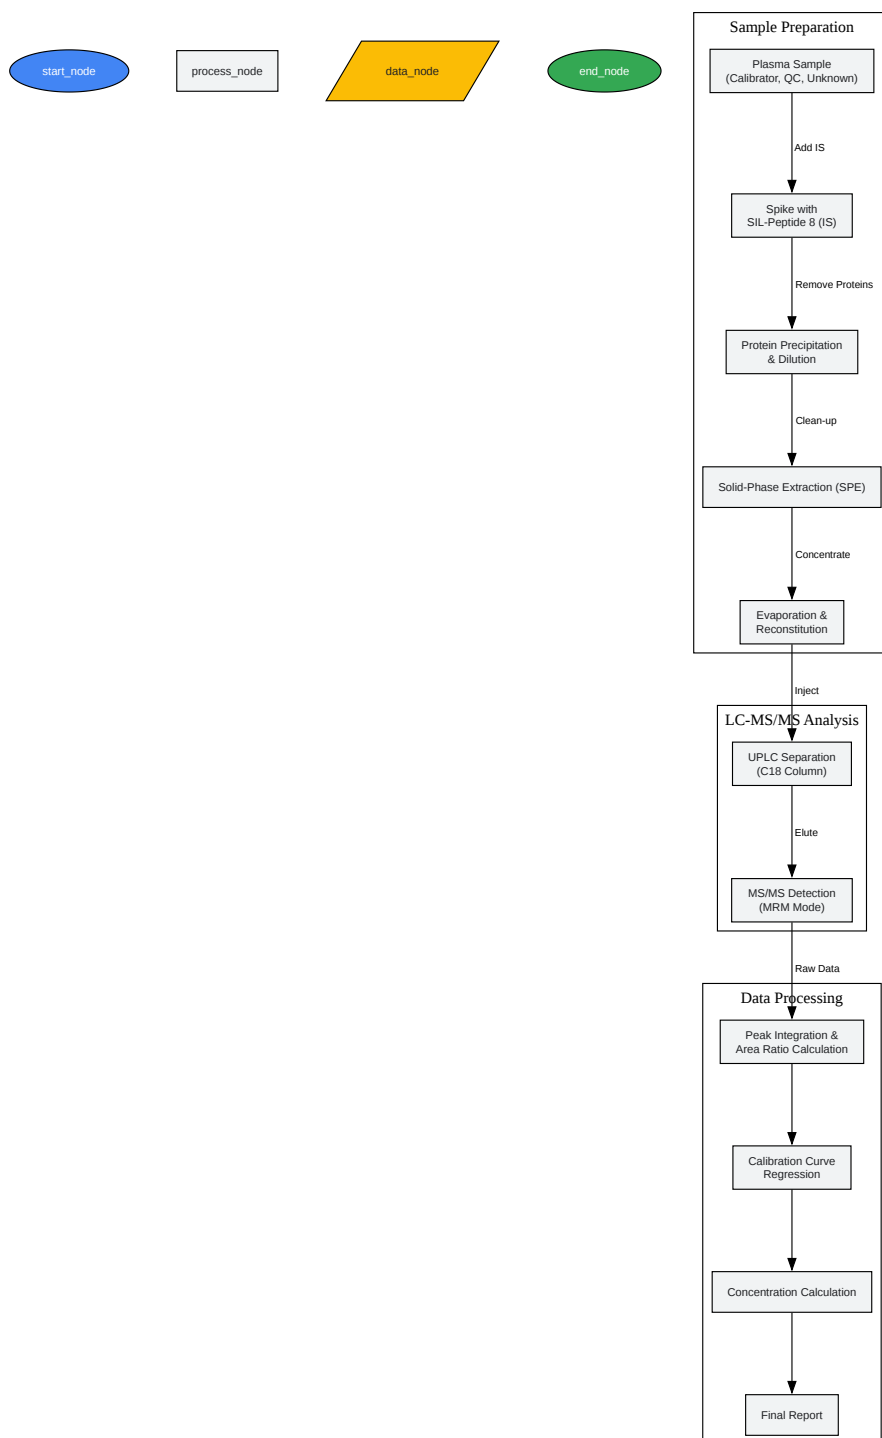 start_node
process_node
data_node
end_node
Sample Preparation
Plasma Sample
(Calibrator, QC, Unknown)
Add IS
Spike with
SIL-Peptide 8 (IS)
Remove Proteins
Protein Precipitation
& Dilution
Clean-up
Solid-Phase Extraction (SPE)
Concentrate
Evaporation &
Reconstitution
Inject
LC-MS/MS Analysis
UPLC Separation
(C18 Column)
Elute
MS/MS Detection
(MRM Mode)
Raw Data
Data Processing
Peak Integration &
Area Ratio Calculation
Calibration Curve
Regression
Concentration Calculation
Final Report